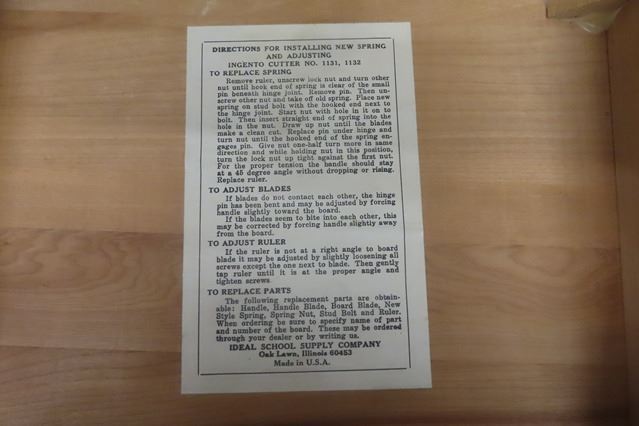 DIRECTIONS FOR INSTALLING NEW SPRING
AND ADJUSTING
INGENTO CUTTER NO. 1131, 1132
TO REPLACE SPRING
Remove ruler, unscrew lock nut and turn other
nut until hook end of spring is clear of the small
pin beneath hinge joint. Remove pin. Then un-
screw other nut and take off old spring. Place new
spring on stud bolt with the hooked end next to
the hinge joint. Start nut with hole in it on to
bolt. Then insert straight end of spring into the
hole in the nut. Draw up nut until the blades
make a clean cut. Replace pin under hinge and
turn nut until the hooked end of the spring en-
gages pin. Give nut one-half turn more in same
direction and while holding nut in this position,
turn the lock nut up tight against the first nut.
For the proper tension the handle should stay
at a 45 degree angle without dropping or rising.
Replace ruler.
TO ADJUST BLADES
If blades do not contact each other, the hinge
pin has been bent and may be adjusted by forcing
handle slightly toward the board.
If the blades seem to bite into each other, this
may be corrected by forcing handle slightly away
from the board.
TO ADJUST RULER
If the ruler is not at a right angle to board
blade it may be adjusted by slightly loosening all
screws except the one next to blade. Then gently
tap ruler until it is at the proper angle and
tighten screws
TO REPLACE PARTS
The following replacement parts are obtain-
able: Handle, Handle Blade, Board Blade, New
Style Spring, Spring Nut, Stud Bolt and Ruler.
When ordering be sure to specify name of part
and number of the board. These may be ordered
through your dealer or by writing us.
IDEAL SCHOOL SUPPLY COMPANY
Oak Lawn, Illinois 60453
Made in U.S.A.